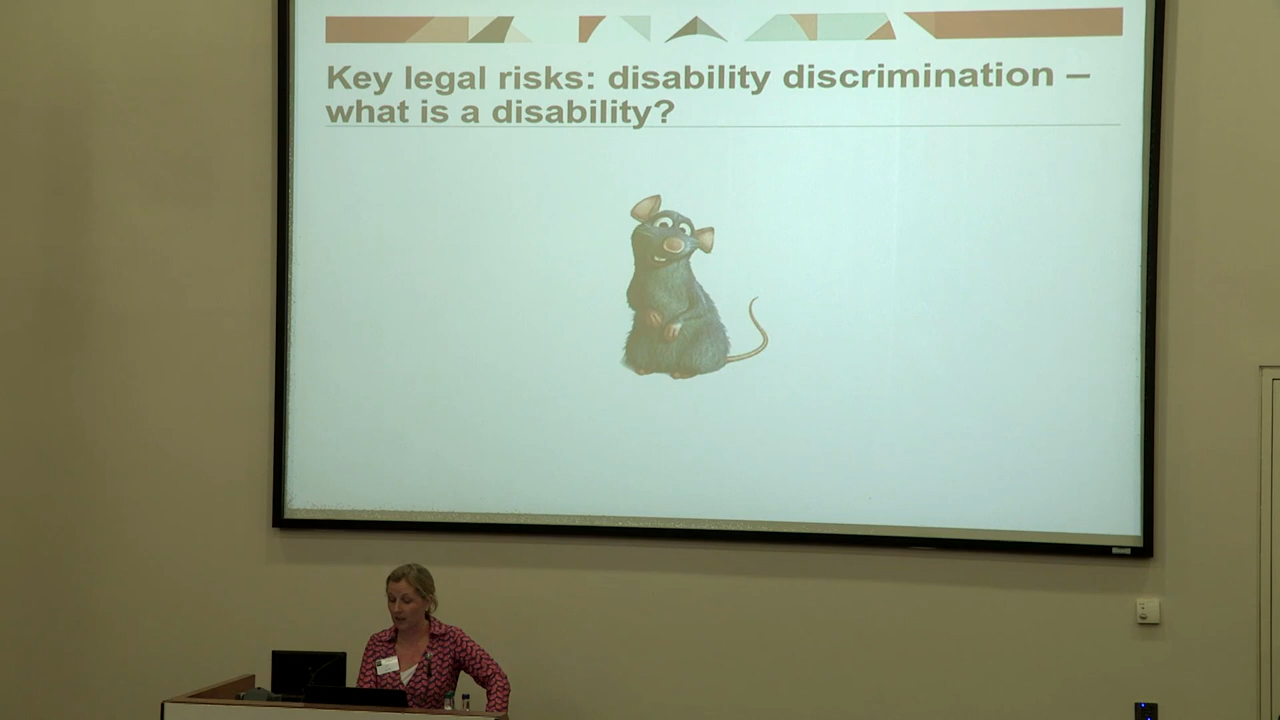 Key legal risks: disability discrimination –
what is a disability?